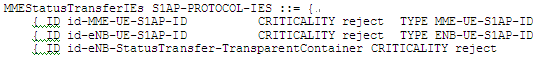 MMEStatusTransferIEs S1AP-PROTOCOL-IES ::= {
{ ID id-MME-UE-S1AP-ID CRITICALITY reject TYPE MME-UE-S1AP-ID
{ ID id-eNB-UE-S1AP-ID CRITICALITY reject TYPE ENB-UE-S1AP-ID
{ ID id-eNB-StatusTransfer-TransparentContainer CRITICALITY reject